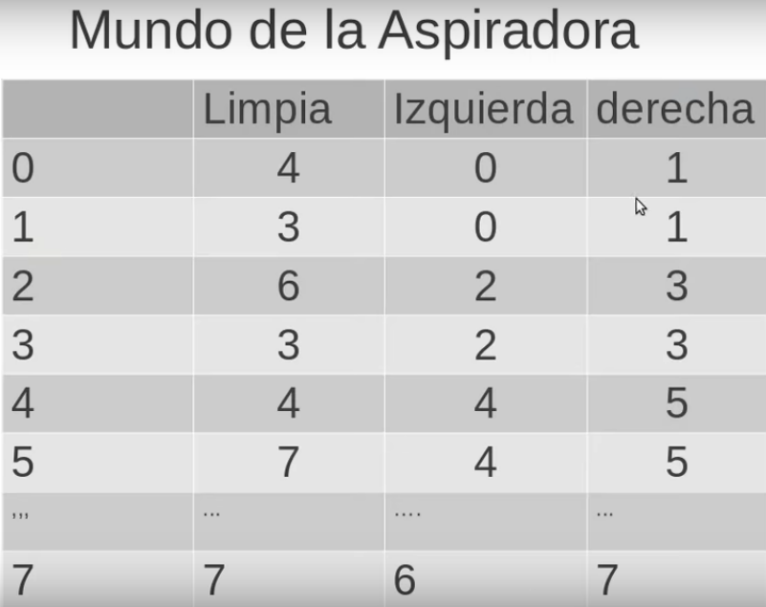 Mundo de la Aspiradora
Limpia Izquierda derecha
0 4 0 1
1 3 0 1
2 6 2 3
3 3 2 3
4 4 4 5
5 7 4 5
,,, ... .... ...
7 7 6 7